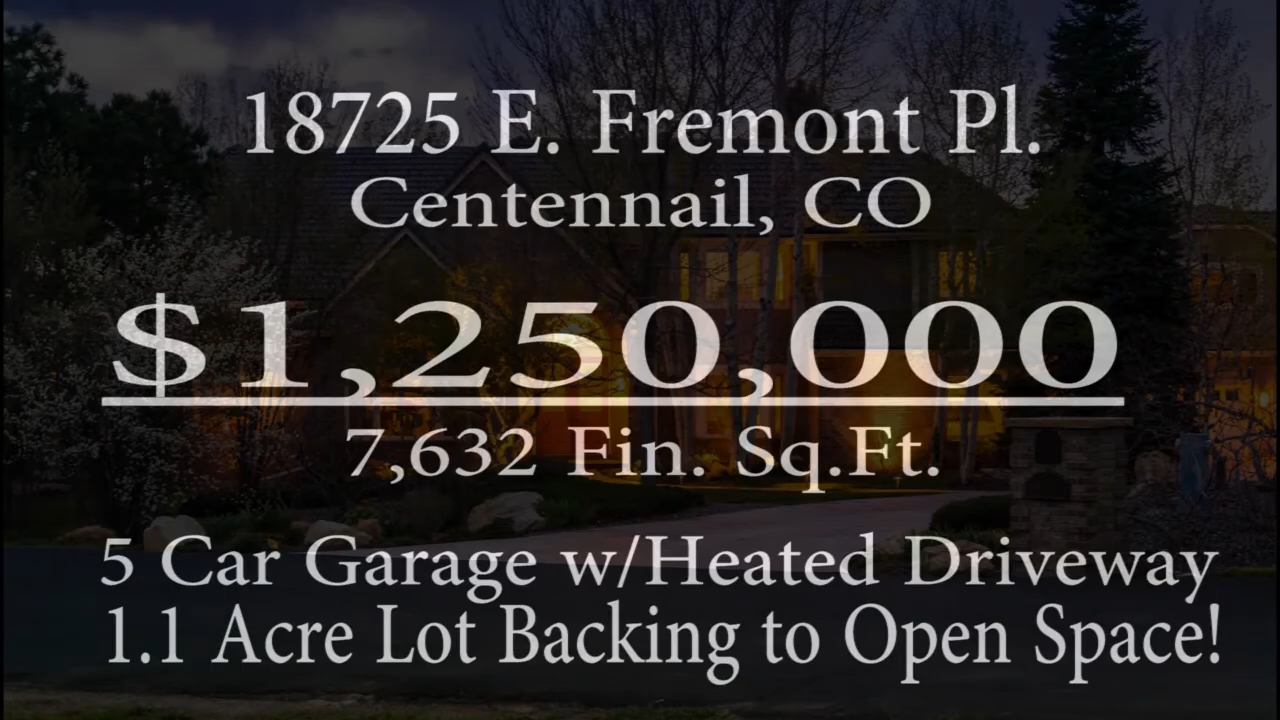 18725 E. Fremont Pl.
Centennail, CO
$1,250,000
7,632 Fin. Sq.Ft.
5 Car Garage w/Heated Driveway
1.1 Acre Lot Backing to Open Space!